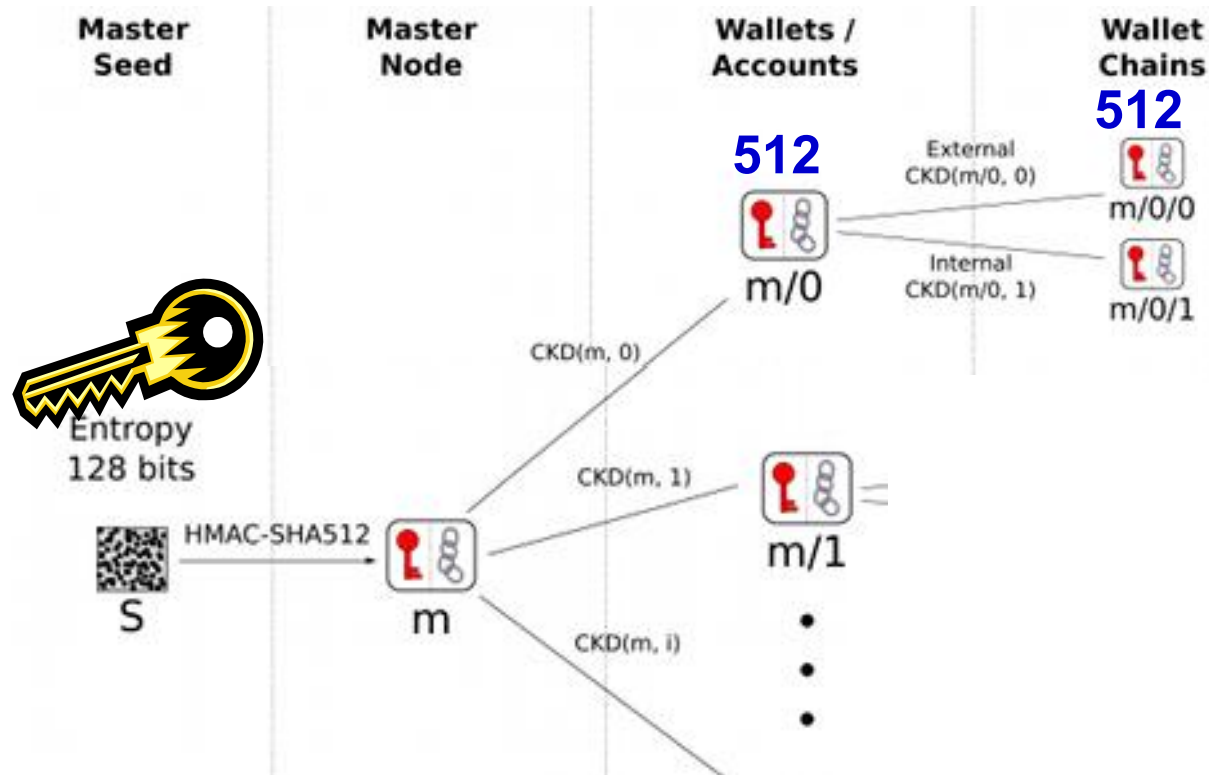 Master
Seed
Master
Node
Wallets /
Accounts
Wallet
Chains
512
512
External
CKD(m/0, 0)
m/0/0
Internal
CKD(m/0, 1)
m/0
m/0/1
CKD(m, 0)
Entropy
128 bits
CKD(m, 1)
HMAC-SHA512
m/1
S
m
CKD(m, i)